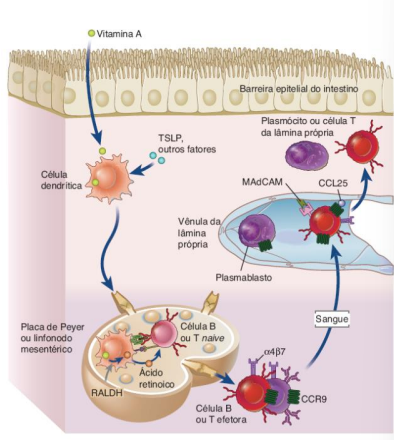 Vitamina A
Barreira epitelial do intestino
Plasmócito ou célula T
da lâmina própria
TSLP,
outros fatores
Célula
dendrítica
MAdCAM
CCL25
Vênula da
lâmina
própria
Plasmablasto
Sangue
Placa de Peyer
ou linfonodo
mesentérico
Célula B
ou T naive
Ácido
retinoico
RALDH
α4β7
CCR9
Célula B
ou T efetora